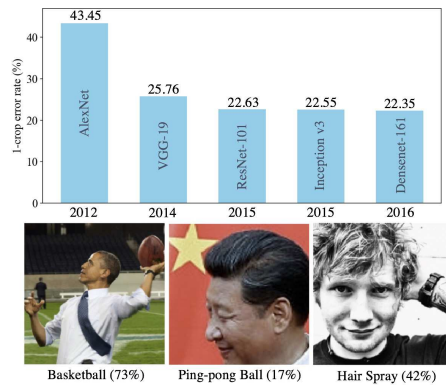 1-crop error rate (%)
40
30
20
10
0
43.45
25.76
22.63
22.55
22.35
AlexNet
VGG-19
ResNet-101
Inception v3
Densenet-161
2012
2014
2015
2015
2016
Basketball (73%)
Ping-pong Ball (17%)
Hair Spray (42%)